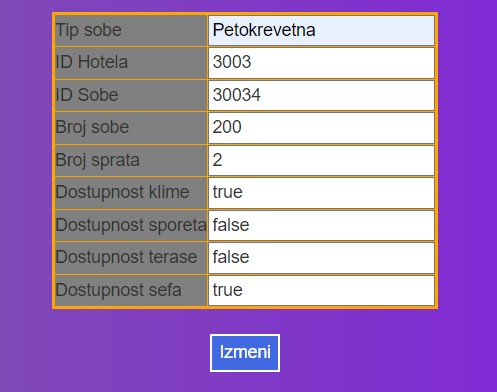 Tip sobe Petokrevetna
ID Hotela 3003
ID Sobe 30034
Broj sobe 200
Broj sprata 2
Dostupnost klime true
Dostupnost sporeta false
Dostupnost terase false
Dostupnost sefa true
Izmeni